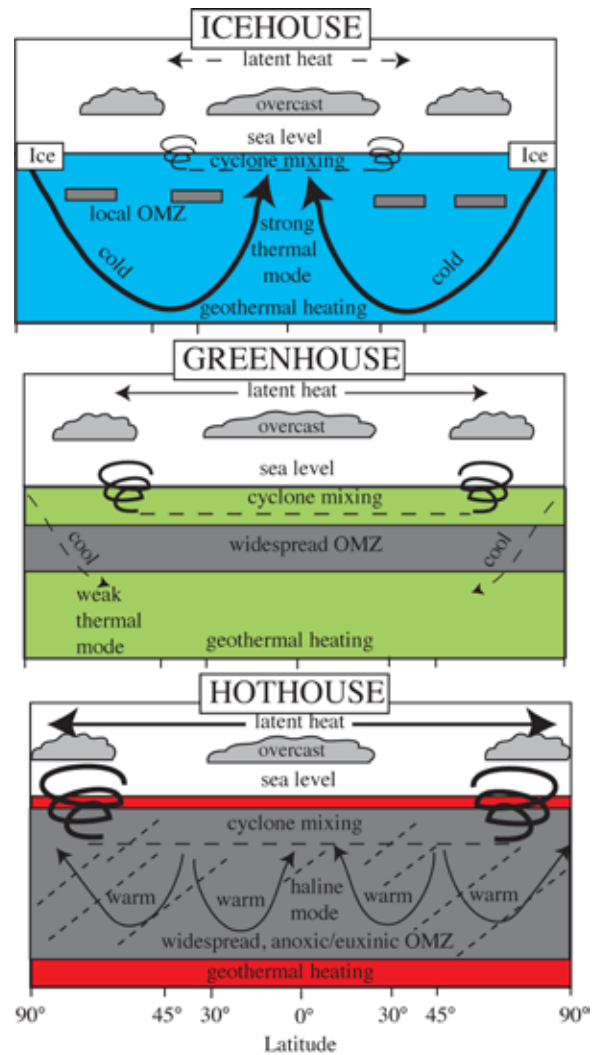 ICEHOUSE
latent heat
overcast
sea level
Ice
Ice
cyclone mixing
local OMZ
strong
thermal
mode
cold
cold
geothermal heating
GREENHOUSE
latent heat
overcast
sea level
cyclone mixing
widespread OMZ
cool
cool
weak
thermal
mode
geothermal heating
HOTHOUSE
latent heat
overcast
sea level
cyclone mixing
warm
warm
haline
mode
warm
warm
widespread, anoxic/euxinic OMZ
geothermal heating
90° 45° 30° 0° 30° 45° 90°
Latitude